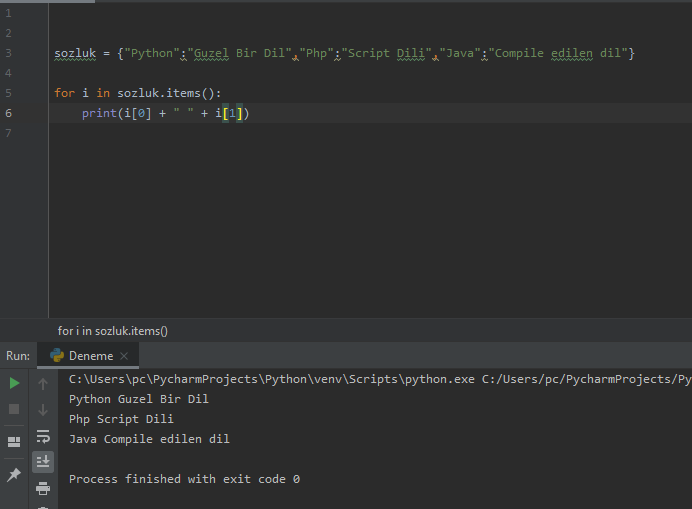 1
2
3 sozluk = {"Python":"Guzel Bir Dil","Php":"Script Dili","Java":"Compile edilen dil"}
4
5 for i in sozluk.items():
6 print(i[0] + " " + i[1])
7
for i in sozluk.items()
Run: Deneme ×
C:\Users\pc\PycharmProjects\Python\venv\Scripts\python.exe C:/Users/pc/PycharmProjects/Py
Python Guzel Bir Dil
Php Script Dili
Java Compile edilen dil
Process finished with exit code 0